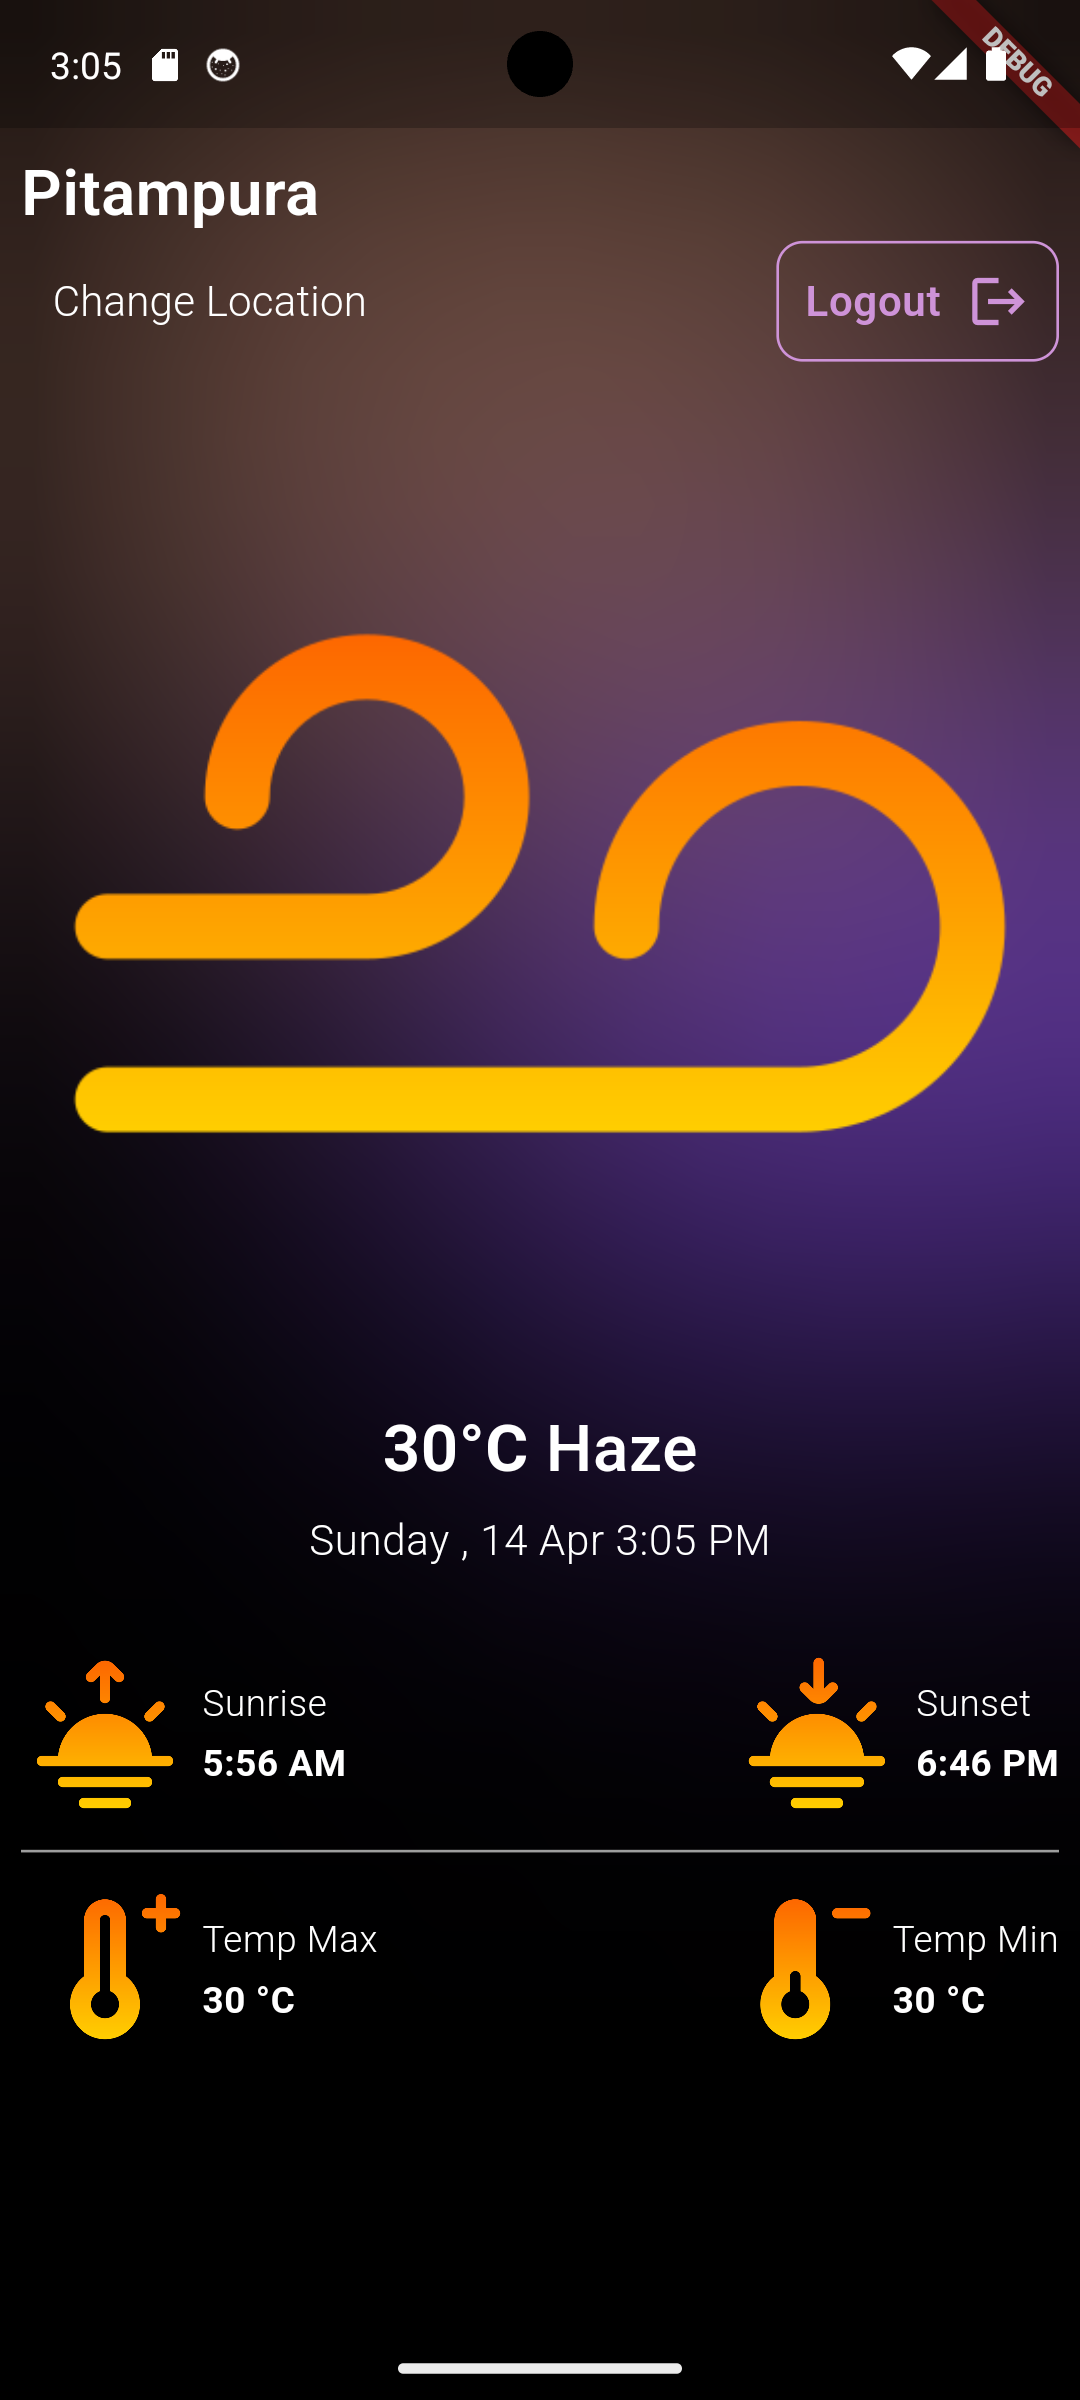 3:05
DEBUG
Pitampura
Change Location
Logout
30°C Haze
Sunday , 14 Apr 3:05 PM
Sunrise
5:56 AM
Sunset
6:46 PM
Temp Max
30 °C
Temp Min
30 °C